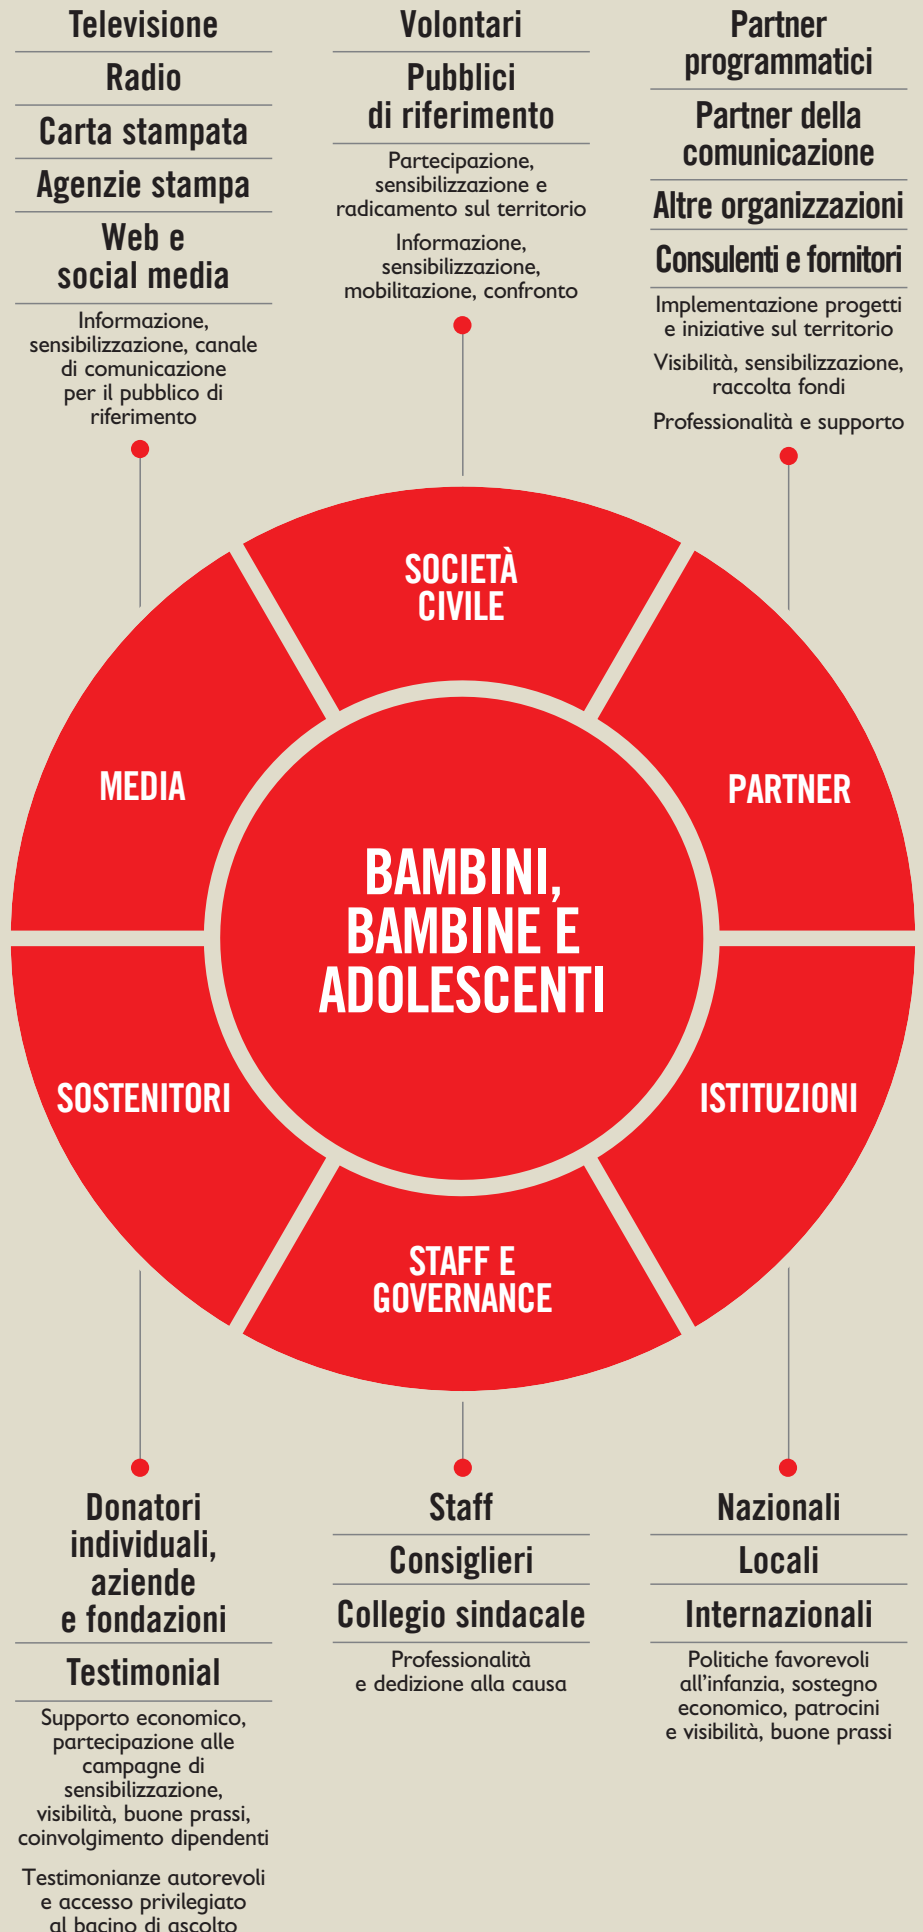 Televisione
Radio
Carta stampata
Agenzie stampa
Web e
social media
Informazione,
sensibilizzazione, canale
di comunicazione
per il pubblico di
riferimento
Volontari
Pubblici
di riferimento
Partecipazione,
sensibilizzazione e
radicamento sul territorio
Informazione,
sensibilizzazione,
mobilitazione, confronto
Partner
programmatici
Partner della
comunicazione
Altre organizzazioni
Consulenti e fornitori
Implementazione progetti
e iniziative sul territorio
Visibilità, sensibilizzazione,
raccolta fondi
Professionalità e supporto
SOCIETÀ
CIVILE
MEDIA
PARTNER
BAMBINI,
BAMBINE E
ADOLESCENTI
SOSTENITORI
ISTITUZIONI
STAFF E
GOVERNANCE
Donatori
individuali,
aziende
e fondazioni
Testimonial
Supporto economico,
partecipazione alle
campagne di
sensibilizzazione,
visibilità, buone prassi,
coinvolgimento dipendenti
Testimonianze autorevoli
e accesso privilegiato
al bacino di ascolto
Staff
Consiglieri
Collegio sindacale
Professionalità
e dedizione alla causa
Nazionali
Locali
Internazionali
Politiche favorevoli
all'infanzia, sostegno
economico, patrocini
e visibilità, buone prassi